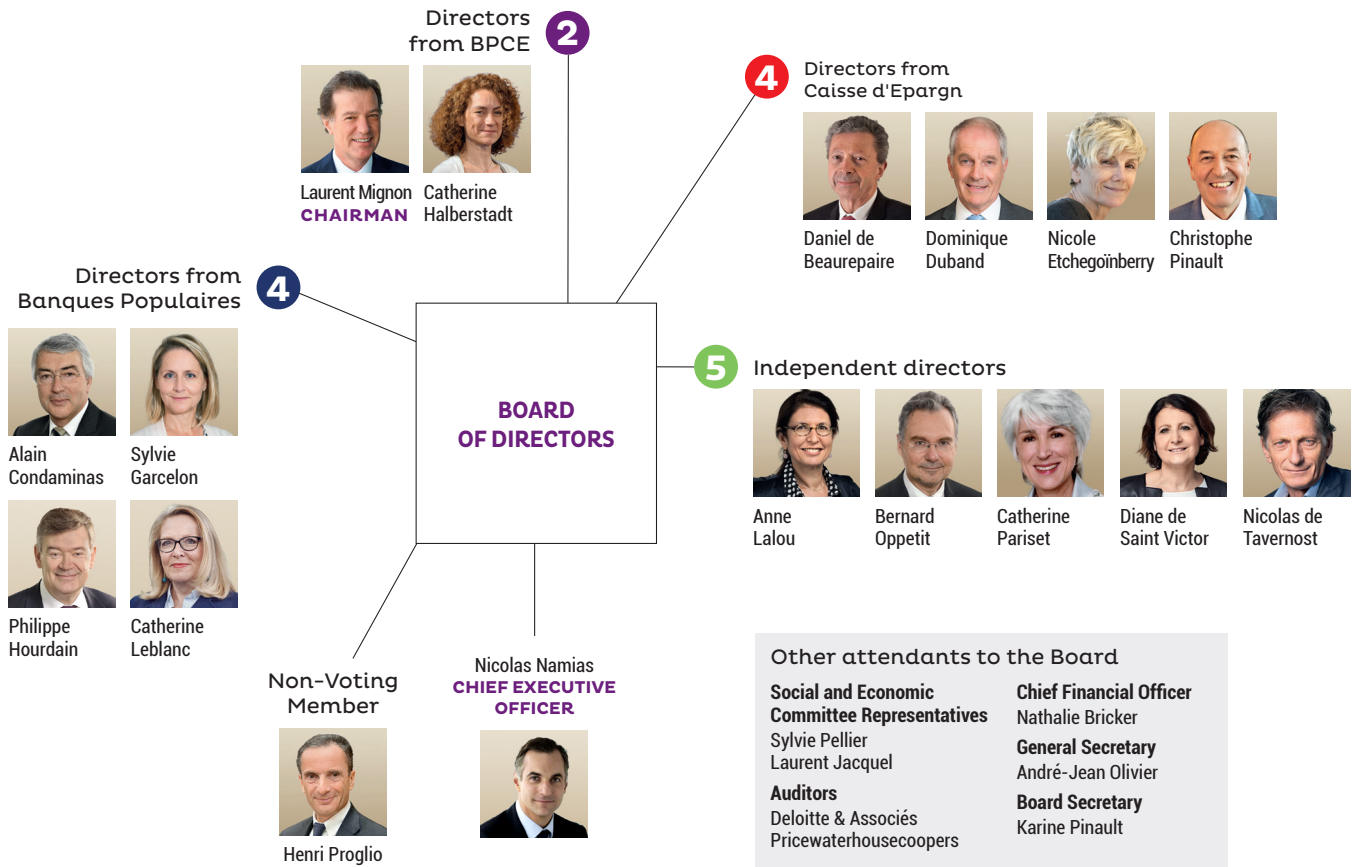 Directors
from BPCE
2
Laurent Mignon
CHAIRMAN
Catherine
Halberstadt
4
Directors from
Caisse d'Epargn
Daniel de
Beaurepaire
Dominique
Duband
Nicole
Etchegoïnberry
Christophe
Pinault
Directors from
Banques Populaires
4
Alain
Condaminas
Sylvie
Garcelon
Philippe
Hourdain
Catherine
Leblanc
BOARD
OF DIRECTORS
5
Independent directors
Anne
Lalou
Bernard
Oppetit
Catherine
Pariset
Diane de
Saint Victor
Nicolas de
Tavernost
Non-Voting
Member
Henri Proglio
Nicolas Namias
CHIEF EXECUTIVE
OFFICER
Other attendants to the Board
Social and Economic
Committee Representatives
Sylvie Pellier
Laurent Jacquel
Auditors
Deloitte & Associés
Pricewaterhousecoopers
Chief Financial Officer
Nathalie Bricker
General Secretary
André-Jean Olivier
Board Secretary
Karine Pinault